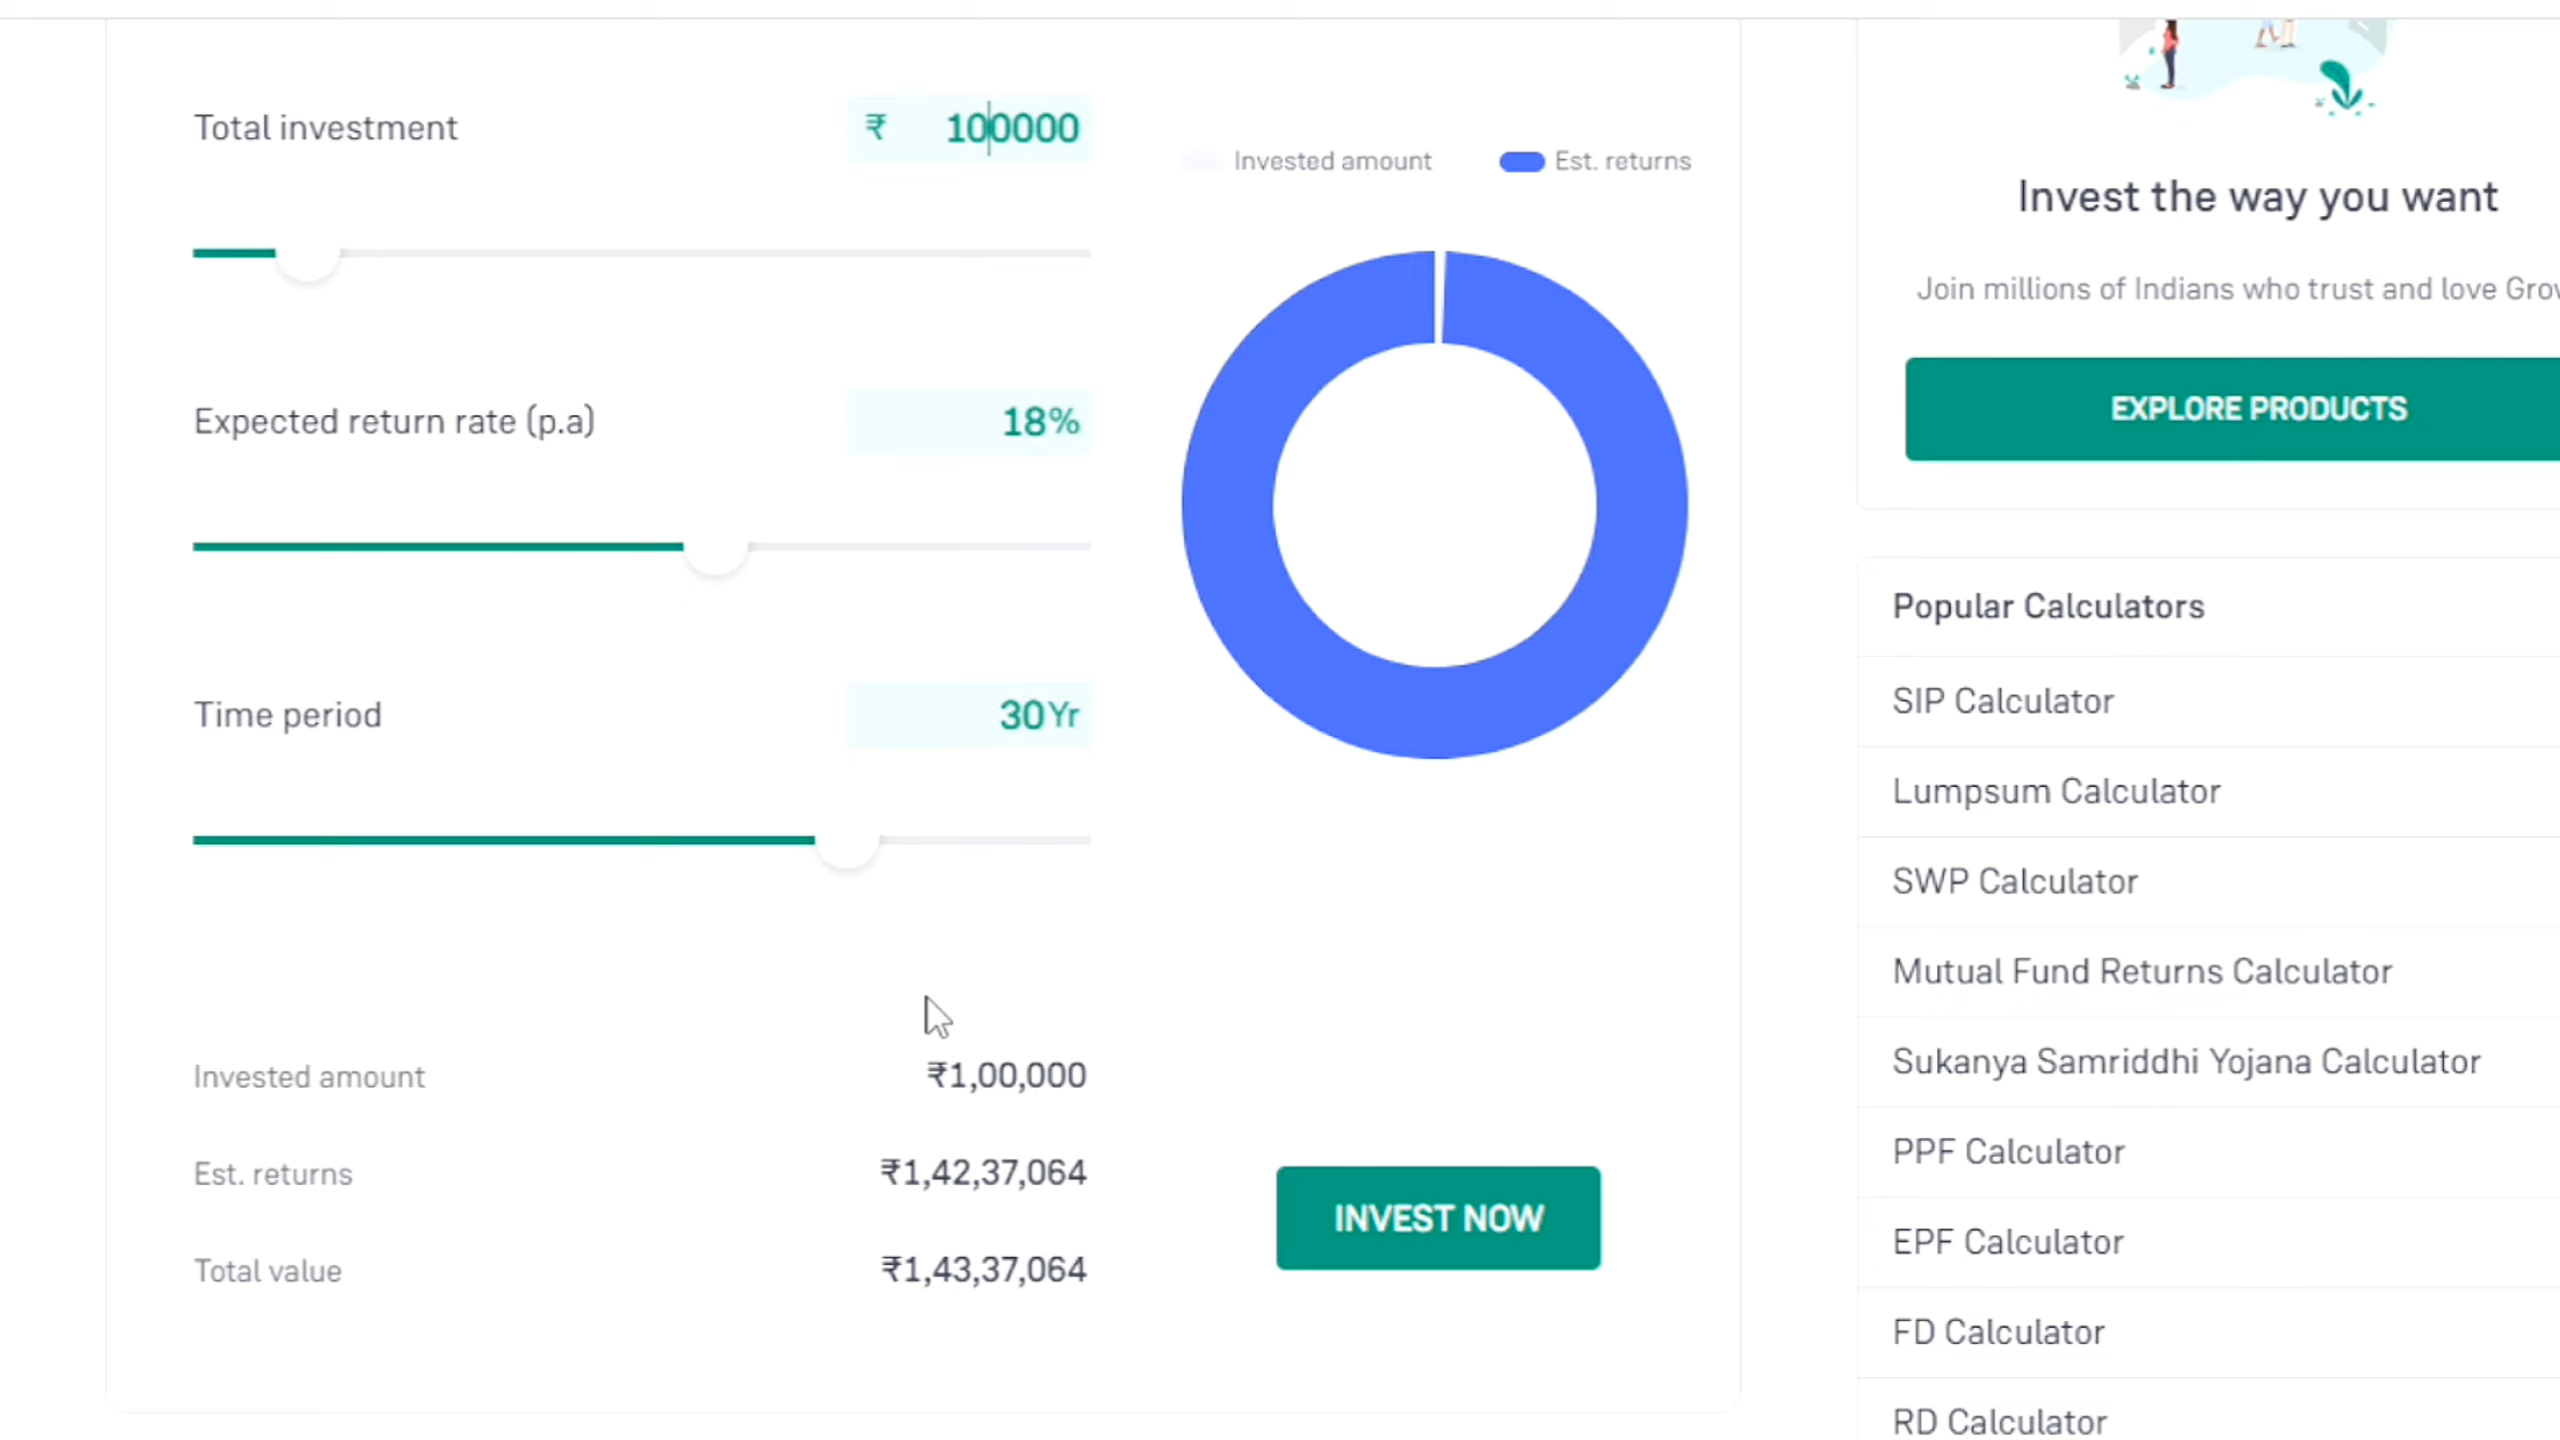 Total investment
₹ 100000
Invested amount
Est. returns
Expected return rate (p.a)
18%
Time period
30Yr
Invested amount
₹1,00,000
Est. returns
₹1,42,37,064
Total value
₹1,43,37,064
INVEST NOW
Invest the way you want
Join millions of Indians who trust and love
EXPLORE PRODUCTS
Popular Calculators
SIP Calculator
Lumpsum Calculator
SWP Calculator
Mutual Fund Returns Calculator
Sukanya Samriddhi Yojana Calculator
PPF Calculator
EPF Calculator
FD Calculator
RD Calculator